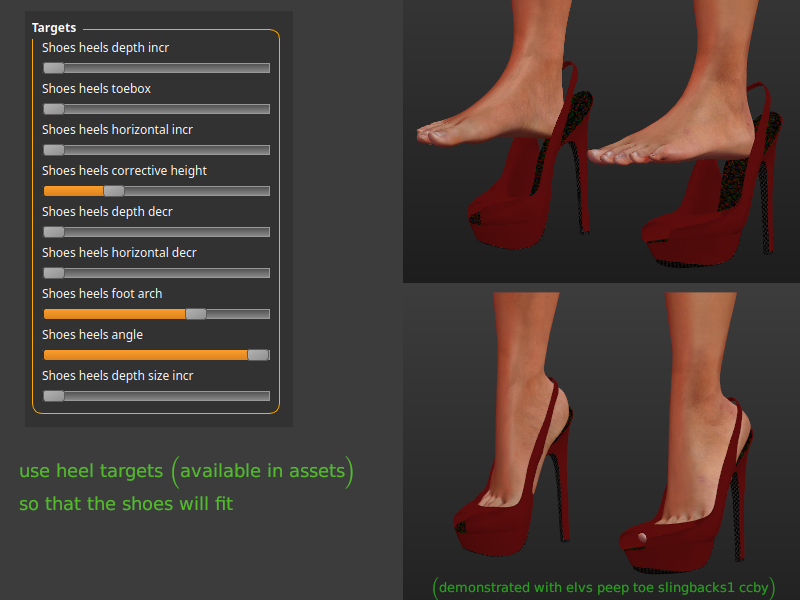 Targets
Shoes heels depth incr
Shoes heels toebox
Shoes heels horizontal incr
Shoes heels corrective height
Shoes heels depth decr
Shoes heels horizontal decr
Shoes heels foot arch
Shoes heels angle
Shoes heels depth size incr
use heel targets (available in assets)
so that the shoes will fit
(demonstrated with elvs peep toe slingbacks1 ccby)